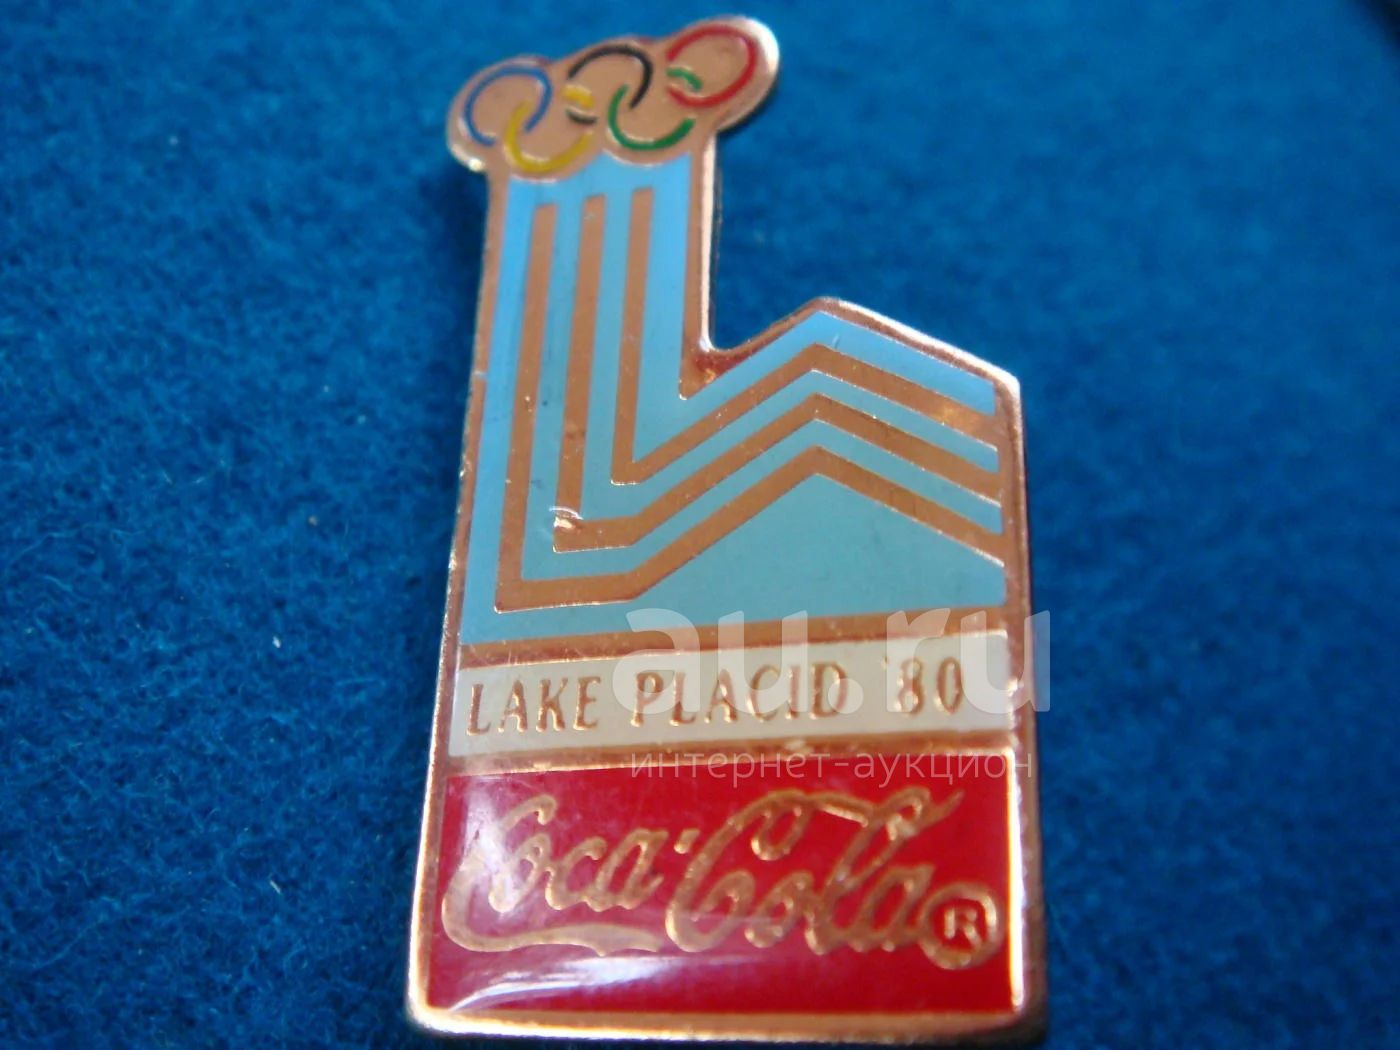 LAKE PLACID '80
au.ru
интернет-аукцион
Coca-Cola®